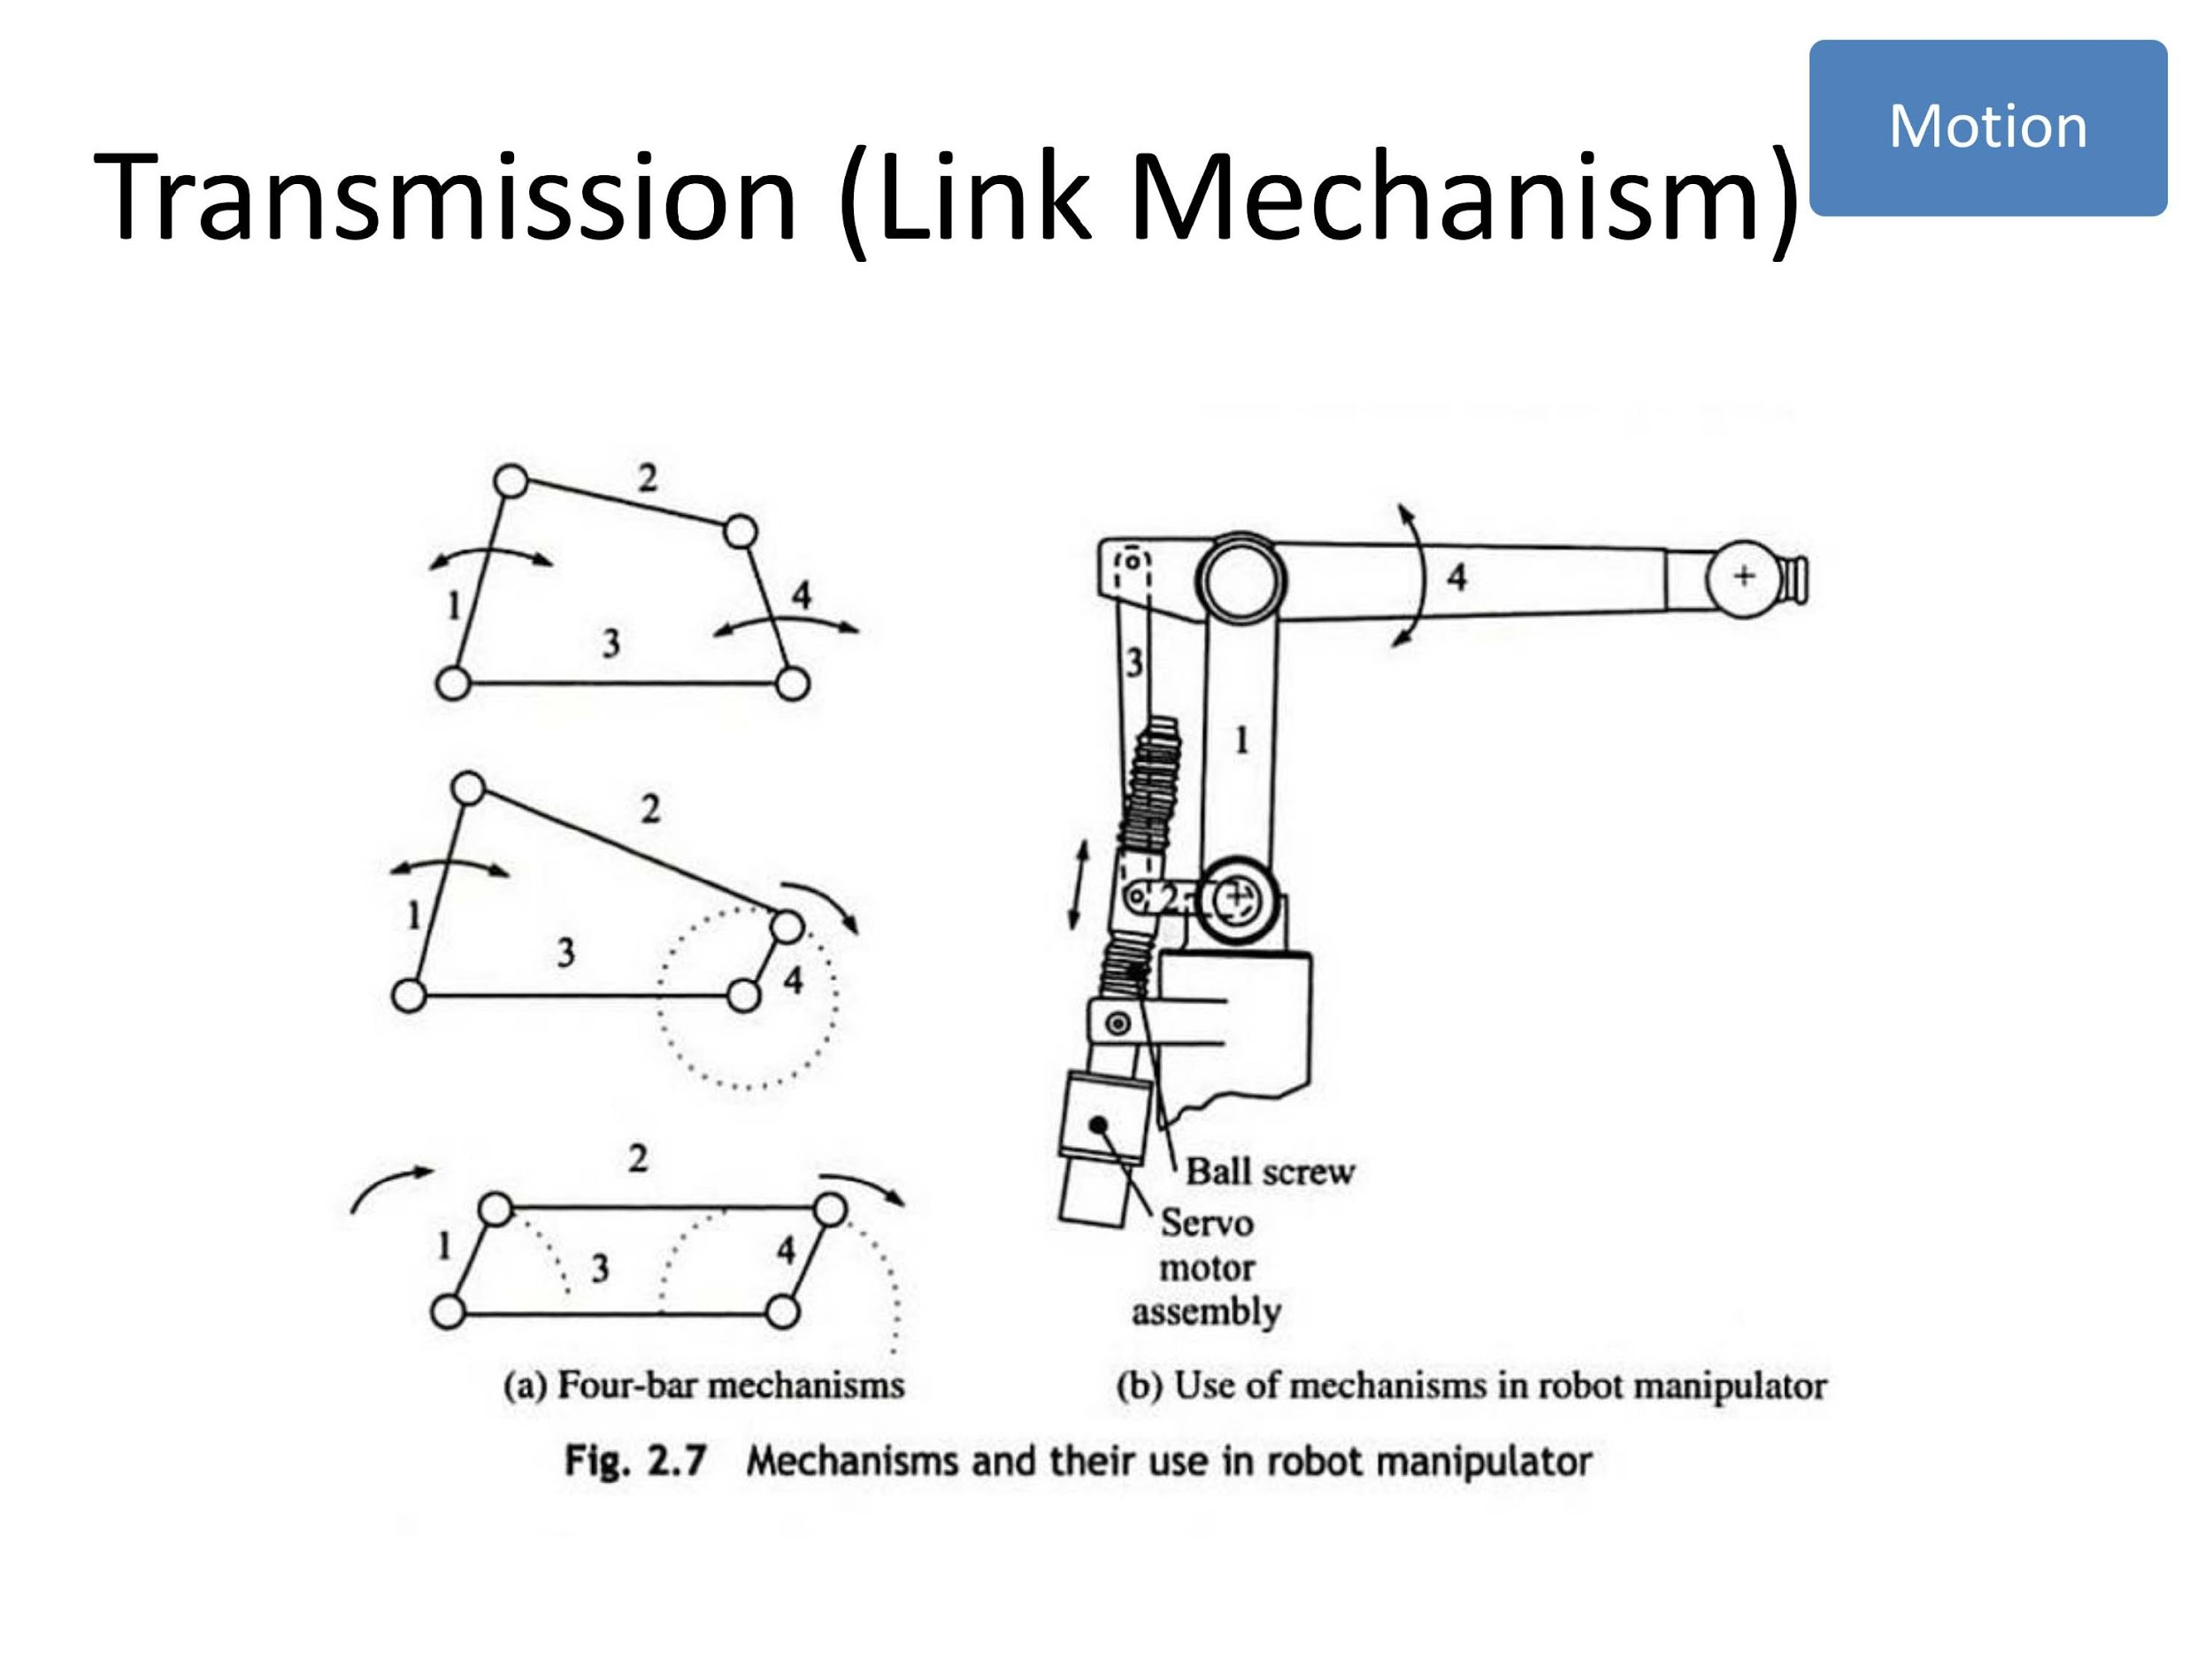 Motion
Transmission (Link Mechanism)
2
1
4
3
2
1
3
4
2
1
3
4
4
3
1
2
Ball screw
Servo
motor
assembly
(a) Four-bar mechanisms
(b) Use of mechanisms in robot manipulator
Fig. 2.7 Mechanisms and their use in robot manipulator